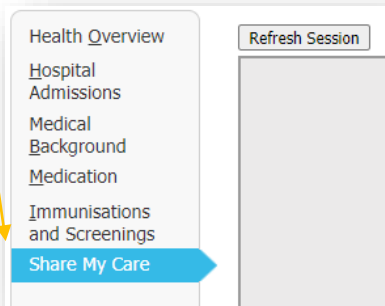 Health Overview
Refresh Session
Hospital
Admissions
Medical
Background
Medication
Immunisations
and Screenings
Share My Care